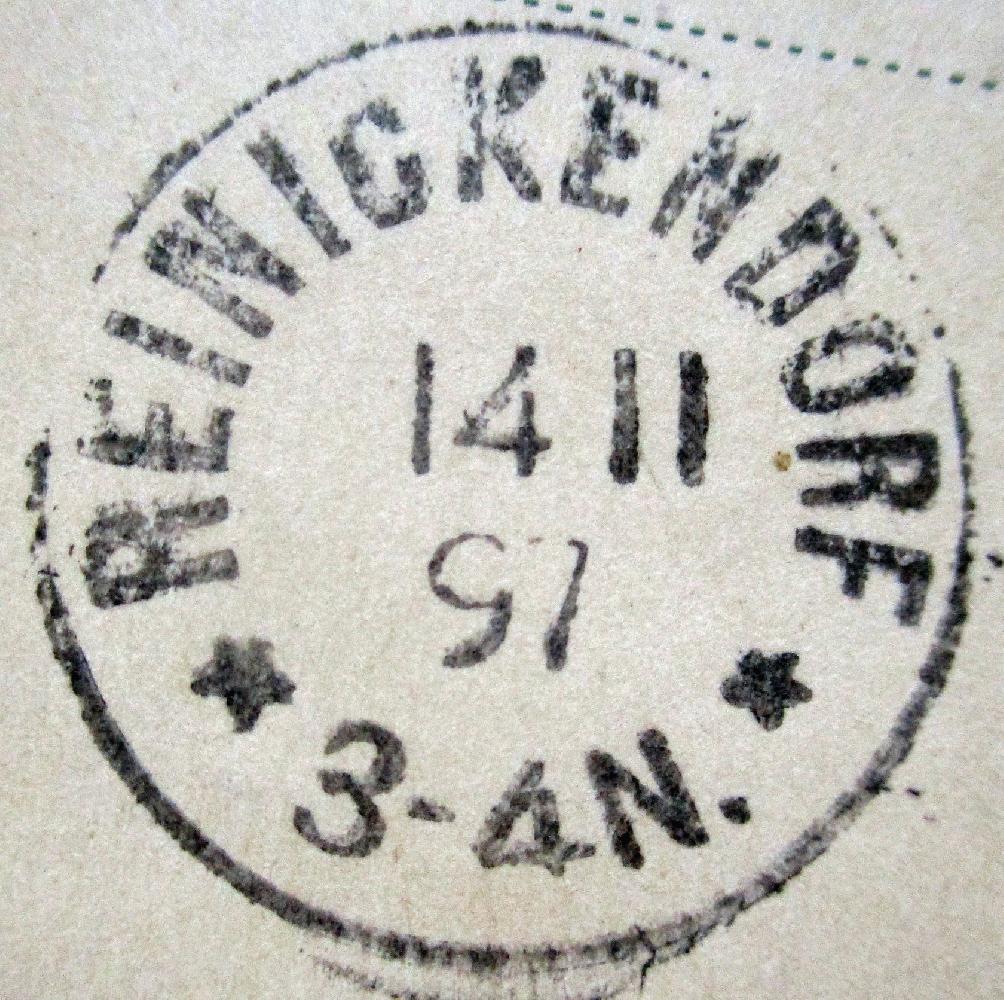 REINICKENDORF
14 11
97
★ 3-4N. ★